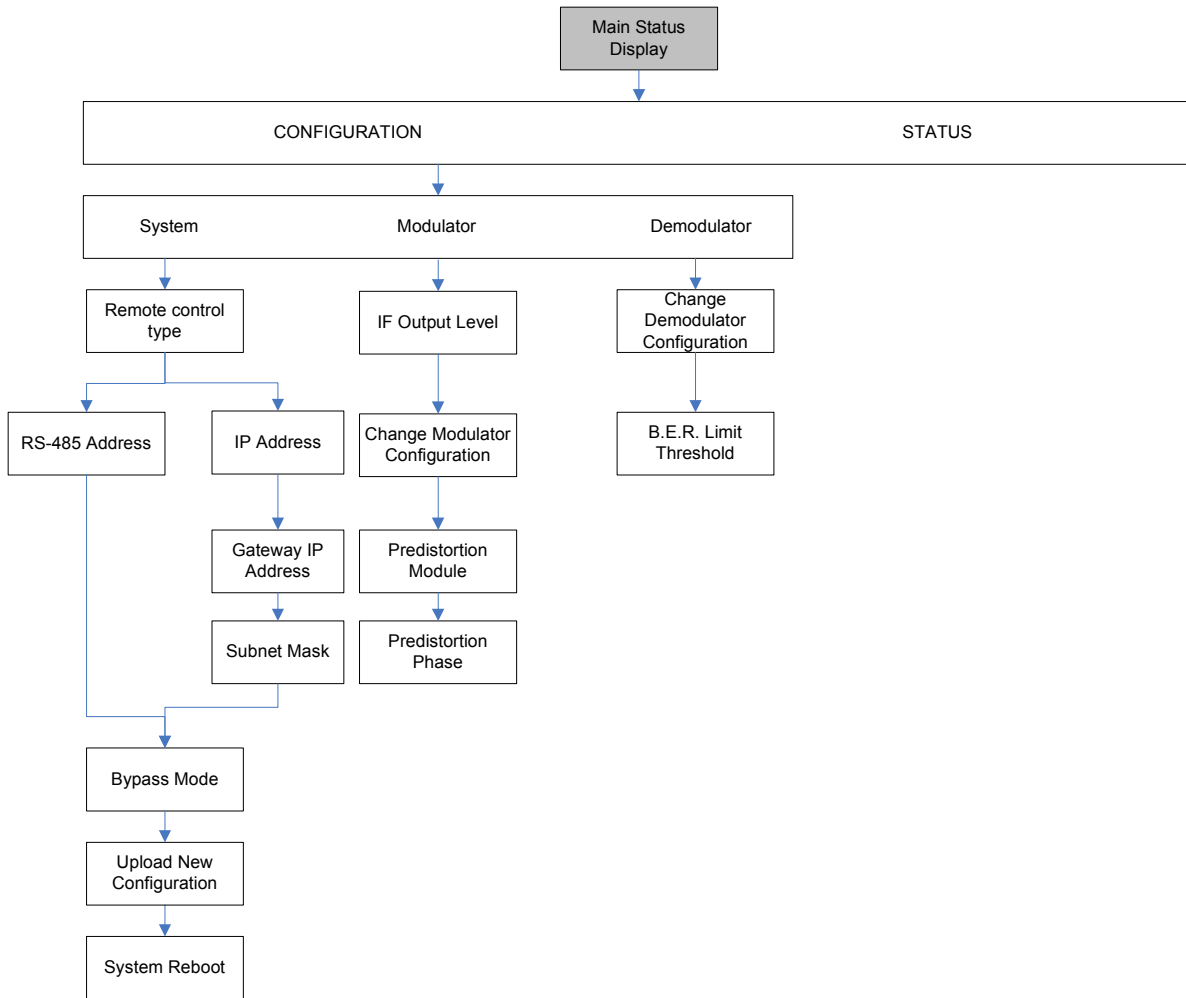 Main Status
Display
CONFIGURATION
STATUS
System
Modulator
Demodulator
Remote control
type
IF Output Level
Change
Demodulator
Configuration
RS-485 Address
IP Address
Change Modulator
Configuration
B.E.R. Limit
Threshold
Gateway IP
Address
Predistortion
Module
Subnet Mask
Predistortion
Phase
Bypass Mode
Upload New
Configuration
System Reboot